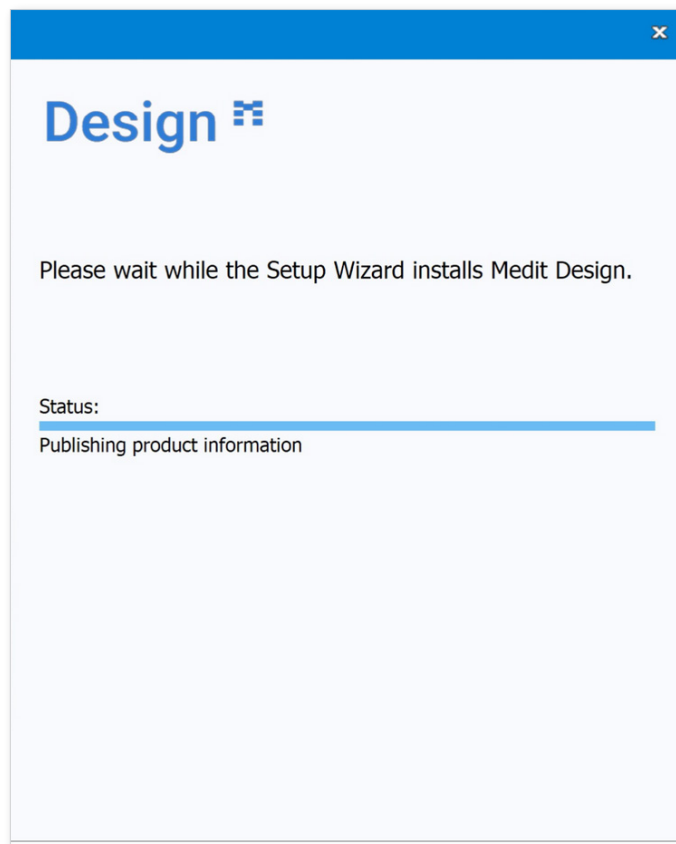 Design
Please wait while the Setup Wizard installs Medit Design.
Status:
Publishing product information